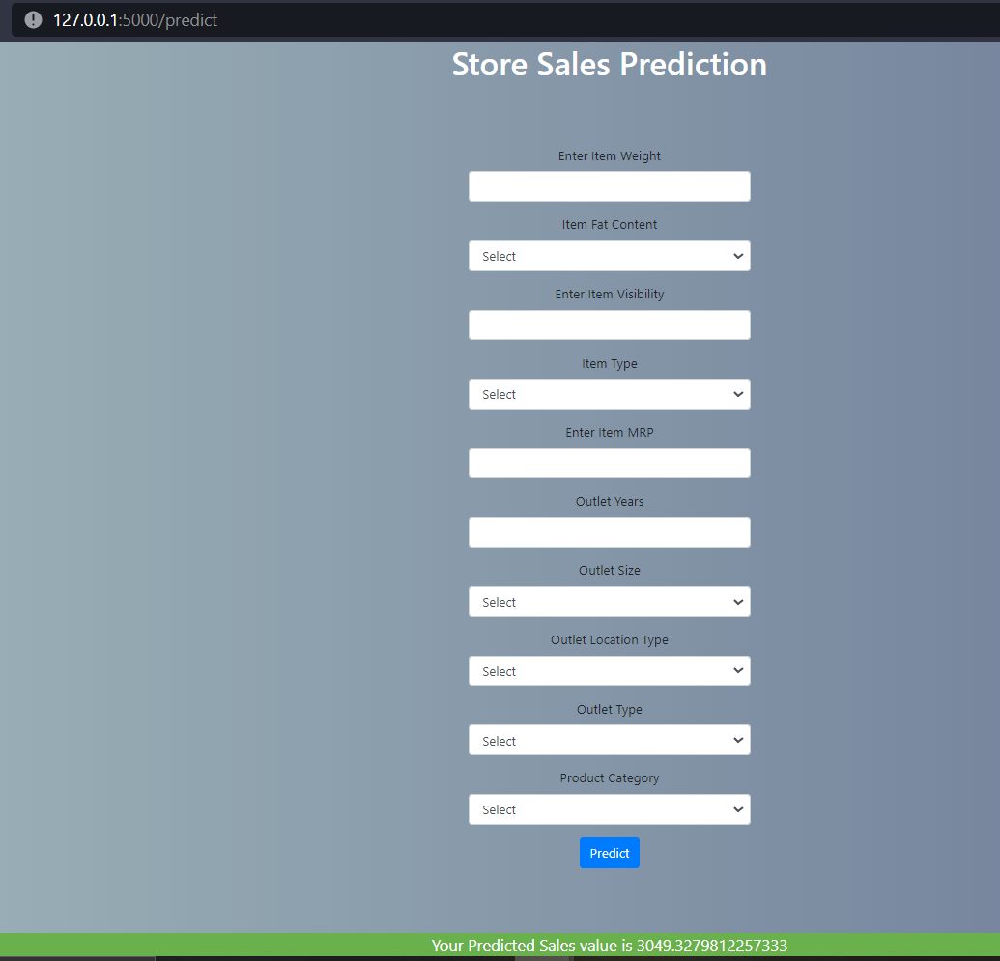 127.0.0.1:5000/predict
Store Sales Prediction
Enter Item Weight
Item Fat Content
Select
Enter Item Visibility
Item Type
Select
Enter Item MRP
Outlet Years
Outlet Size
Select
Outlet Location Type
Select
Outlet Type
Select
Product Category
Select
Predict
Your Predicted Sales value is 3049.3279812257333